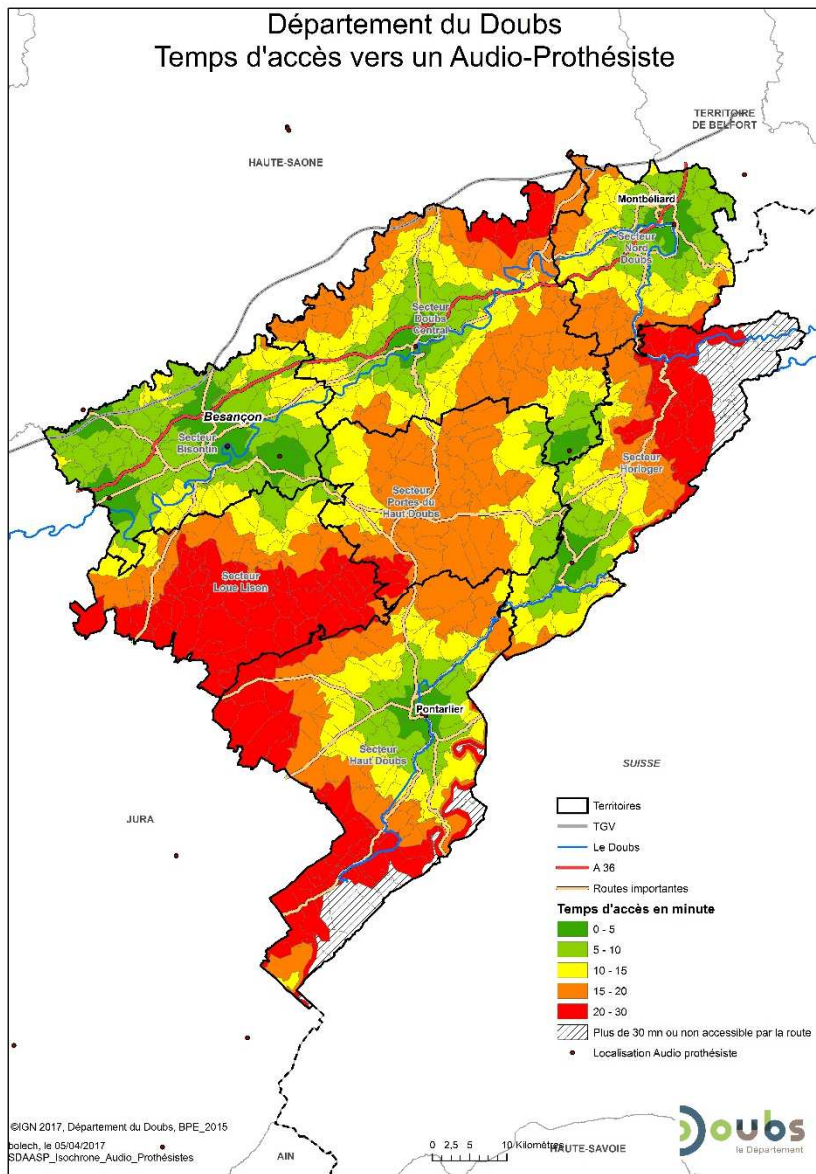 Département du Doubs
Temps d'accès vers un Audio-Prothésiste
TERRITOIRE
DE BELFORT
HAUTE-SAONE
Montbéliard
Secteur
Nord
Doubs
Secteur
Doubs
Central
Besançon
Secteur
Bisontin
Secteur
Horloger
Secteur
Portes du
Haut Doubs
Secteur
Loue Lison
Pontarlier
Secteur
Haut Doubs
SUISSE
JURA
Territoires
TGV
Le Doubs
A 36
Routes importantes
Temps d'accès en minute
0 - 5
5 - 10
10 - 15
15 - 20
20 - 30
Plus de 30 mn ou non accessible par la route
Localisation Audio prothésiste
©IGN 2017, Département du Doubs, BPE_2015
bolech, le 05/04/2017
SDAASP_Isochrone_Audio_Prothésistes
AIN
0 2,5 5 10 Kilomètres
HAUTE-SAVOIE
Doubs
le Département